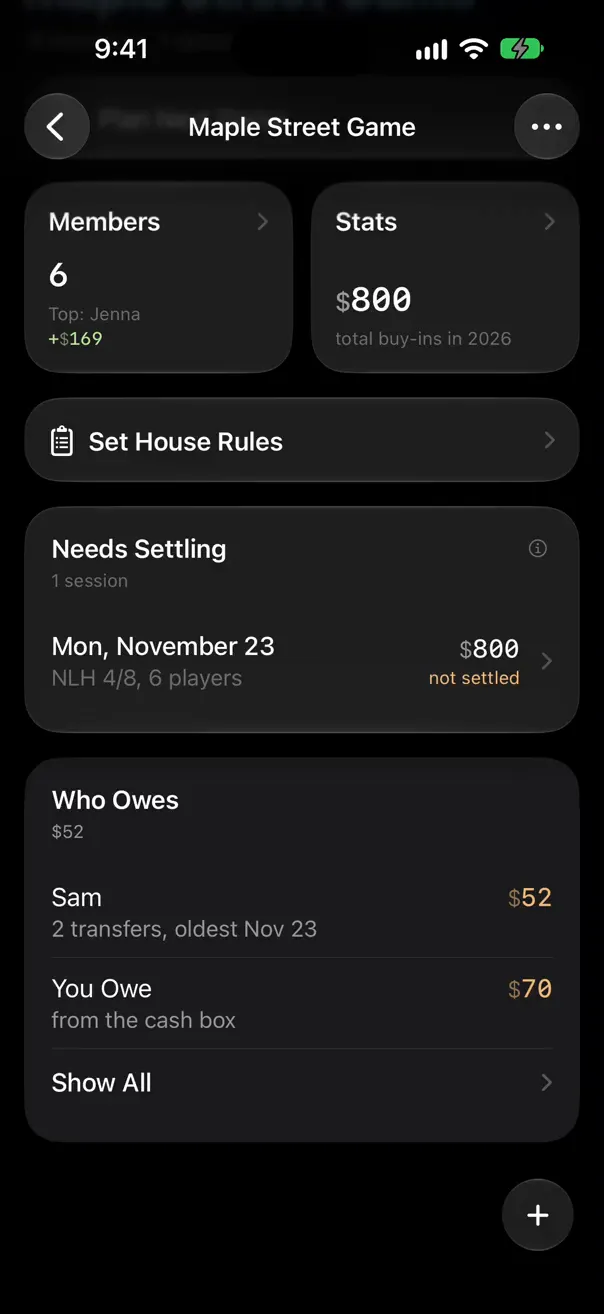 9:41
Maple Street Game
Members
6
Top: Jenna
+$169
Stats
$800
total buy-ins in 2026
Set House Rules
Needs Settling
1 session
Mon, November 23
NLH 4/8, 6 players
$800
not settled
Who Owes
$52
Sam
2 transfers, oldest Nov 23
$52
You Owe
from the cash box
$70
Show All